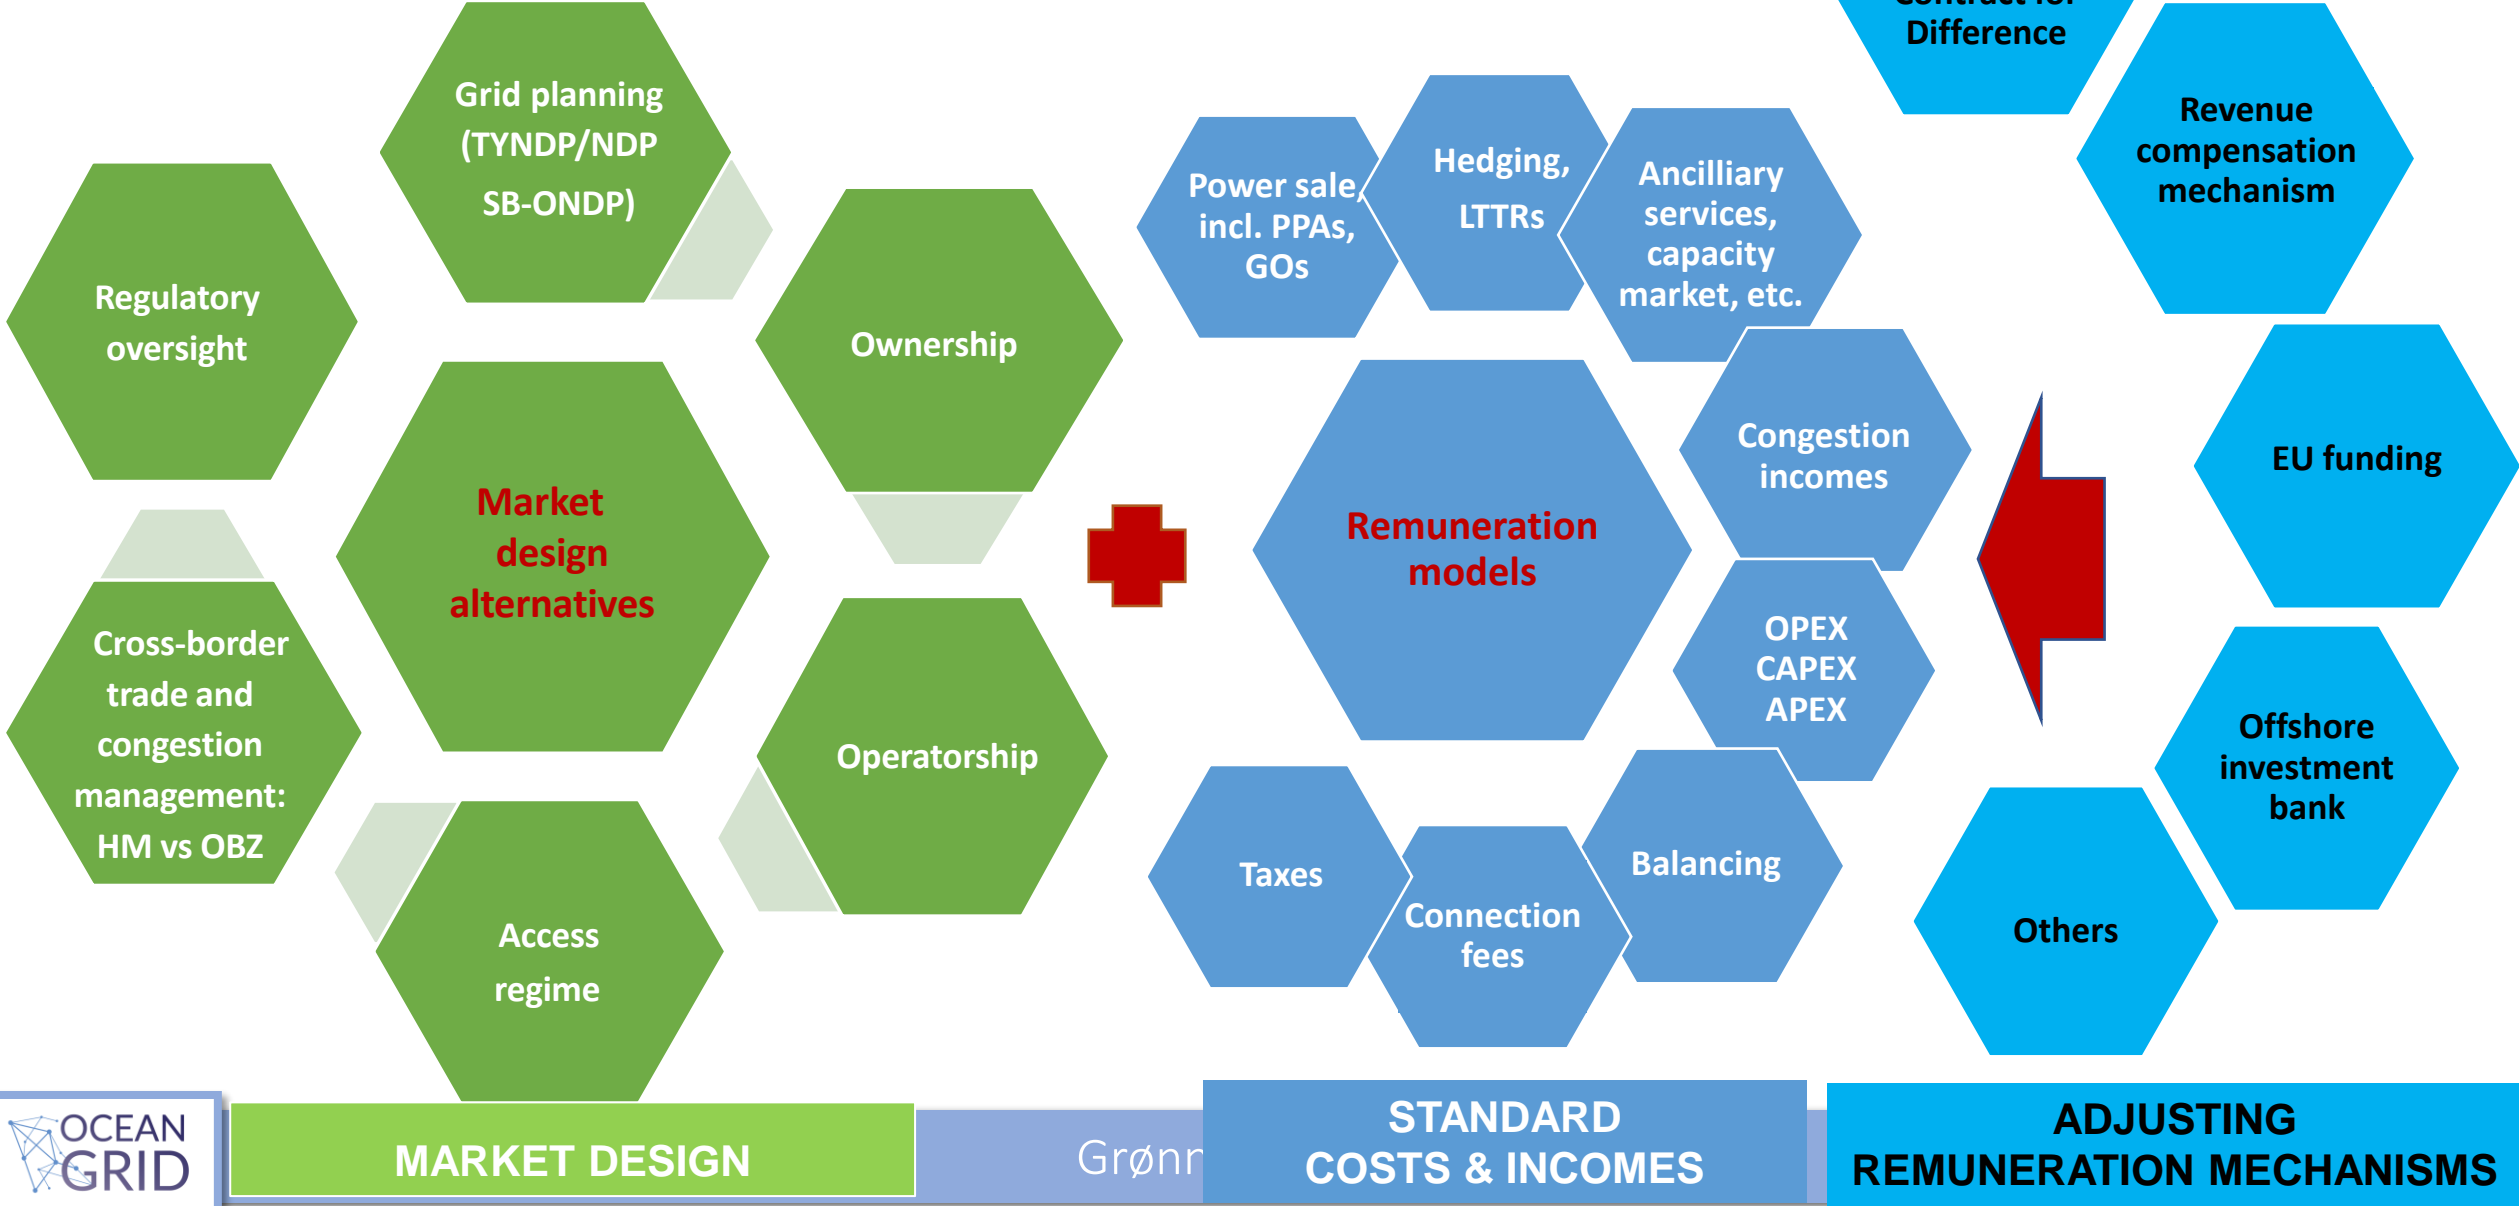 Grid planning
(TYNDP/NDP
SB-ONDP)
Regulatory
oversight
Ownership
Market
design
alternatives
Cross-border
trade and
congestion
management:
HM vs OBZ
Operatorship
Access
regime
Power sale,
incl. PPAs,
GOs
Hedging,
LTTRs
Ancilliary
services,
capacity
market, etc.
Congestion
incomes
Remuneration
models
OPEX
CAPEX
APEX
Balancing
Connection
fees
Taxes
Contract for
Difference
Revenue
compensation
mechanism
EU funding
Offshore
investment
bank
Others
OCEAN
GRID
MARKET DESIGN
Grønn
STANDARD
COSTS & INCOMES
ADJUSTING
REMUNERATION MECHANISMS